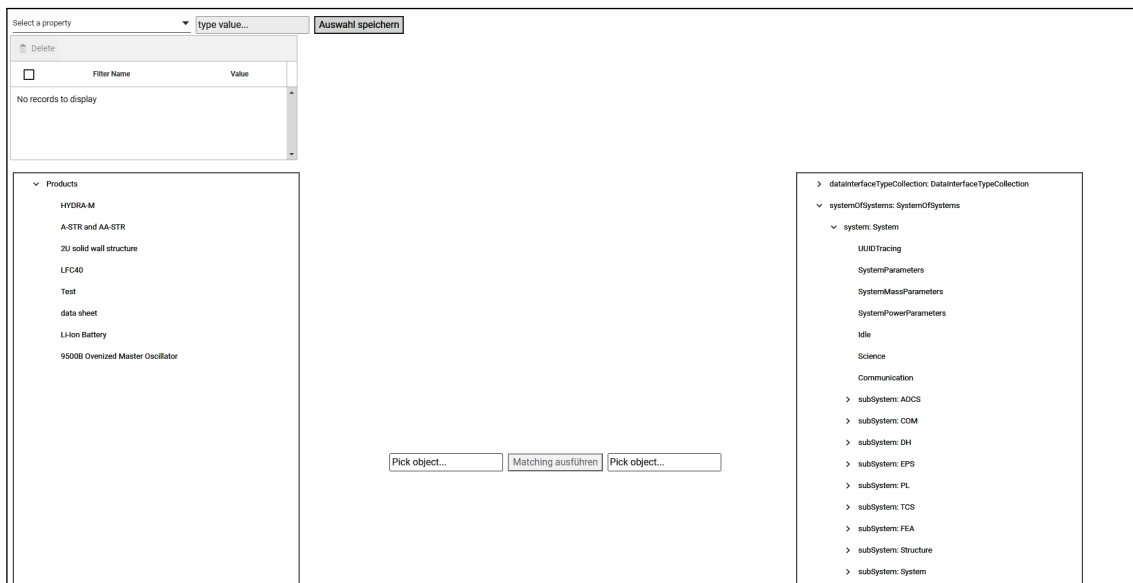 Select a property
type value...
Auswahl speichern
Delete
Filter Name Value
No records to display
Products
HYDRA-M
A-STR and AA-STR
2U solid wall structure
LFC40
Test
data sheet
Li-Ion Battery
9500B Ovenized Master Oscillator
Pick object...
Matching ausführen
Pick object...
dataInterfaceTypeCollection: DataInterfaceTypeCollection
systemOfSystems: SystemOfSystems
system: System
UUIDTracing
SystemParameters
SystemMassParameters
SystemPowerParameters
Idle
Science
Communication
subSystem: AOCS
subSystem: COM
subSystem: DH
subSystem: EPS
subSystem: PL
subSystem: TCS
subSystem: FEA
subSystem: Structure
subSystem: System